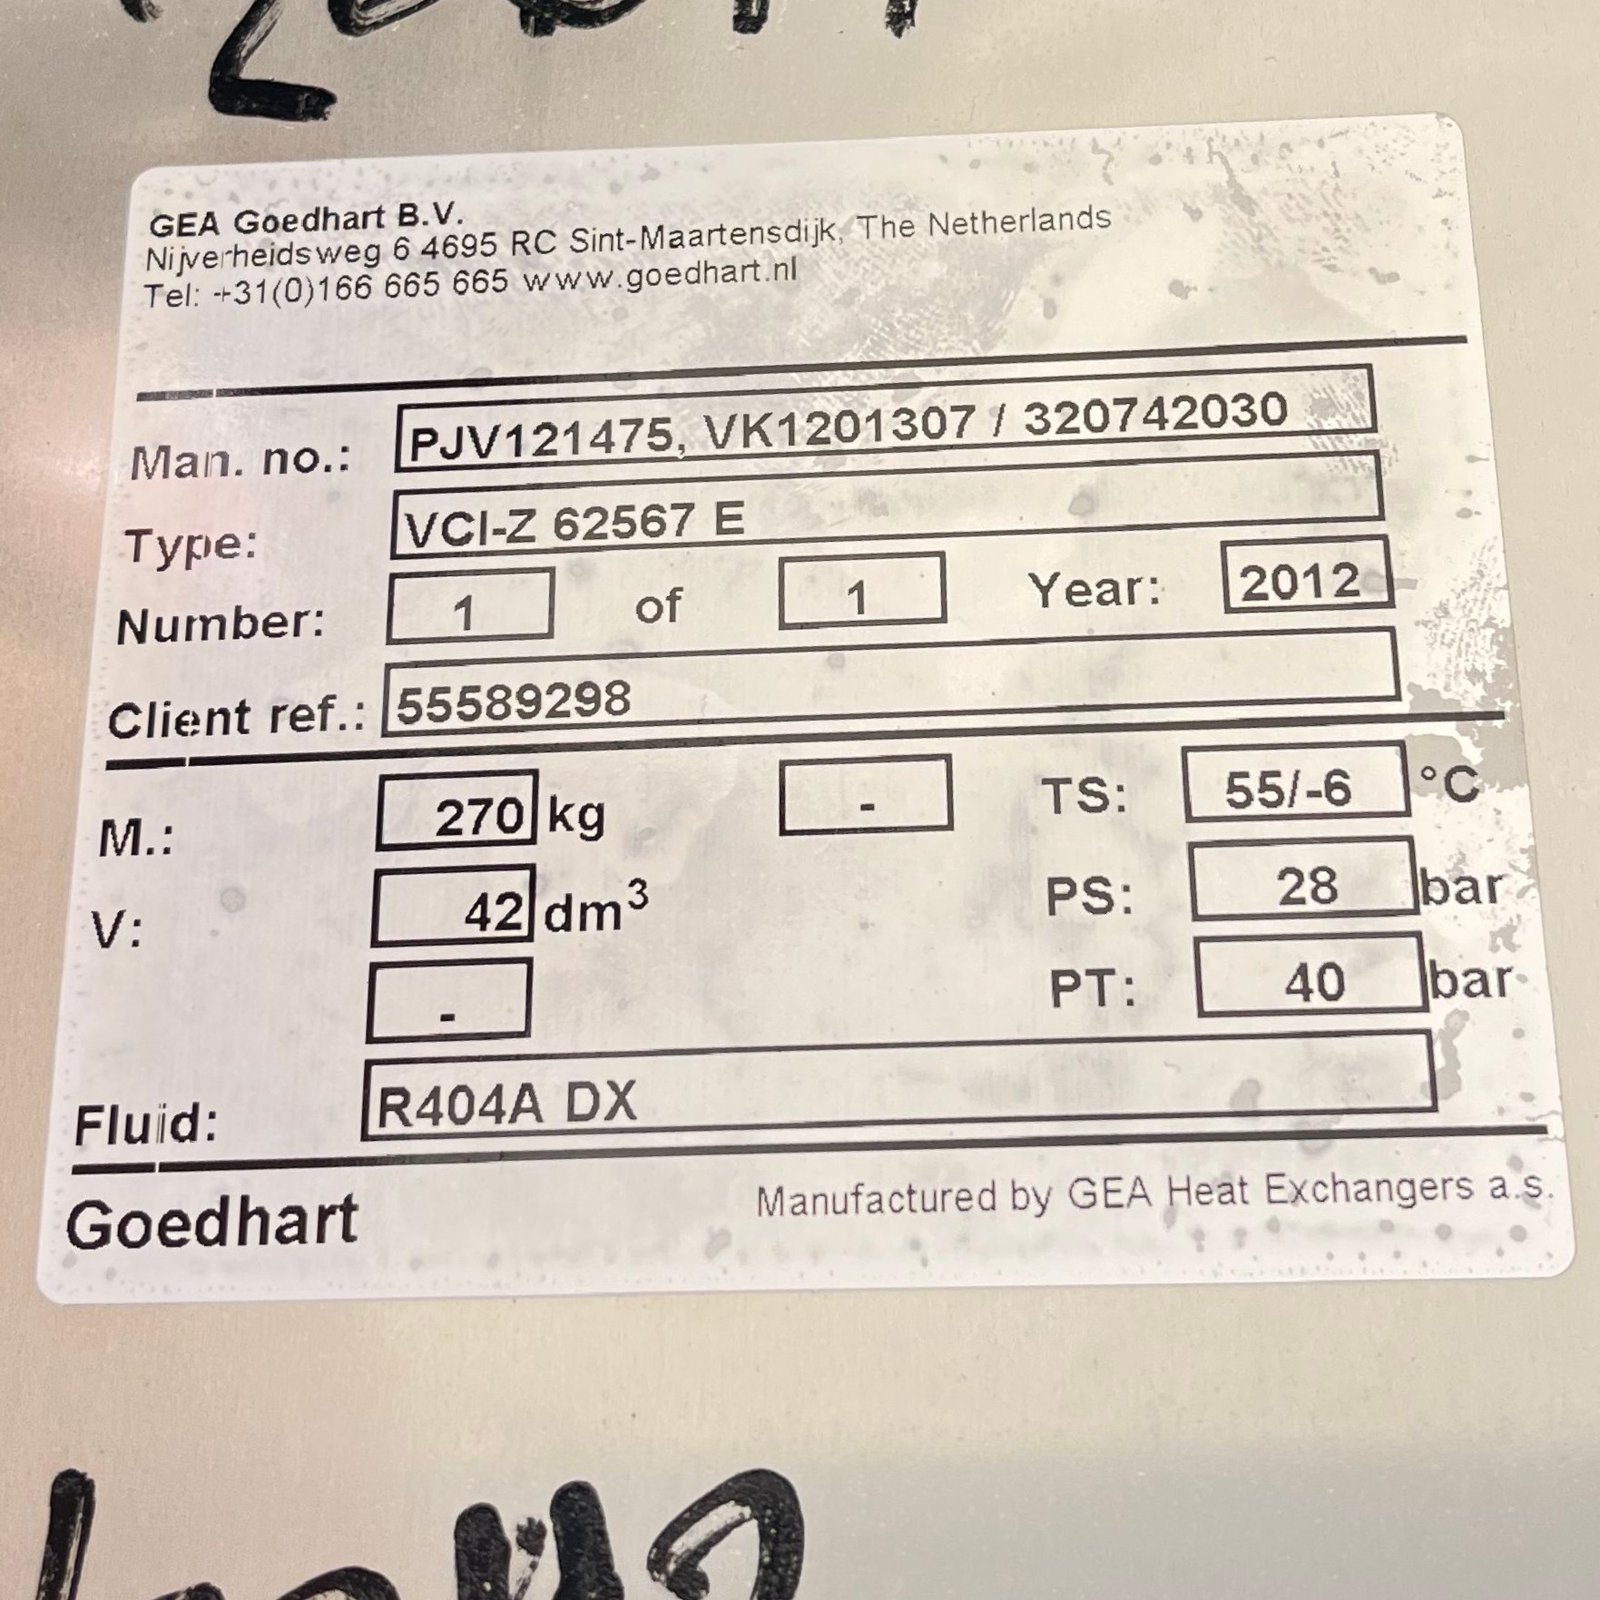 GEA Goedhart B.V.
Nijverheidsweg 6 4695 RC Sint-Maartensdijk, The Netherlands
Tel: +31(0)166 665 665 www.goedhart.nl
Man. no.: PJV121475, VK1201307 / 320742030
Type: VCI-Z 62567 E
Number: 1 of 1 Year: 2012
Client ref.: 55589298
M.: 270 kg - TS: 55/-6 °C
V: 42 dm³ PS: 28 bar
- PT: 40 bar
Fluid: R404A DX
Goedhart Manufactured by GEA Heat Exchangers a.s.